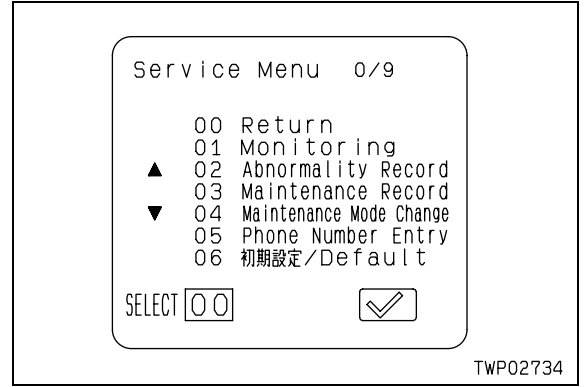 Service Menu 0/9
00 Return
01 Monitoring
▲ 02 Abnormality Record
03 Maintenance Record
▼ 04 Maintenance Mode Change
05 Phone Number Entry
06 初期設定/Default
SELECT 00
TWP02734